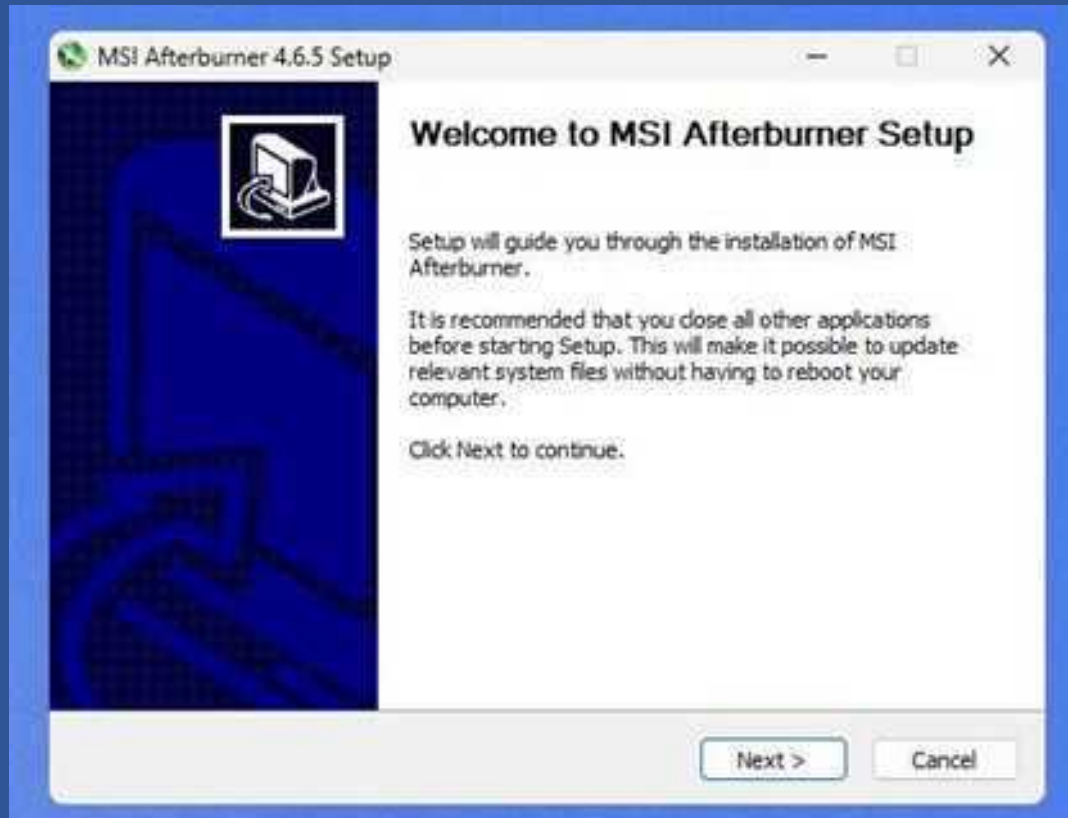 MSI Afterburner 4.6.5 Setup
Welcome to MSI Afterburner Setup
Setup will guide you through the installation of MSI
Afterburner.
It is recommended that you close all other applications
before starting Setup. This will make it possible to update
relevant system files without having to reboot your
computer.
Click Next to continue.
Next >
Cancel